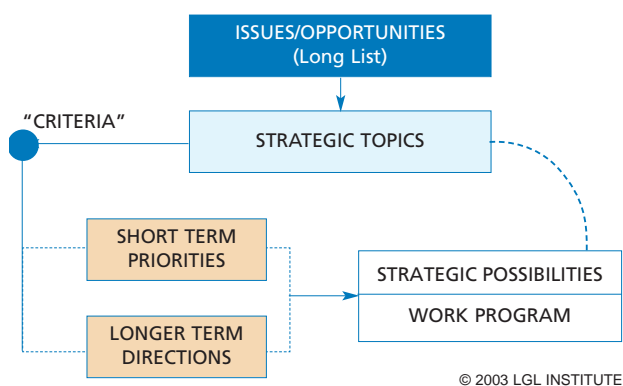 ISSUES/OPPORTUNITIES
(Long List)
"CRITERIA"
STRATEGIC TOPICS
SHORT TERM
PRIORITIES
STRATEGIC POSSIBILITIES
WORK PROGRAM
LONGER TERM
DIRECTIONS
© 2003 LGL INSTITUTE